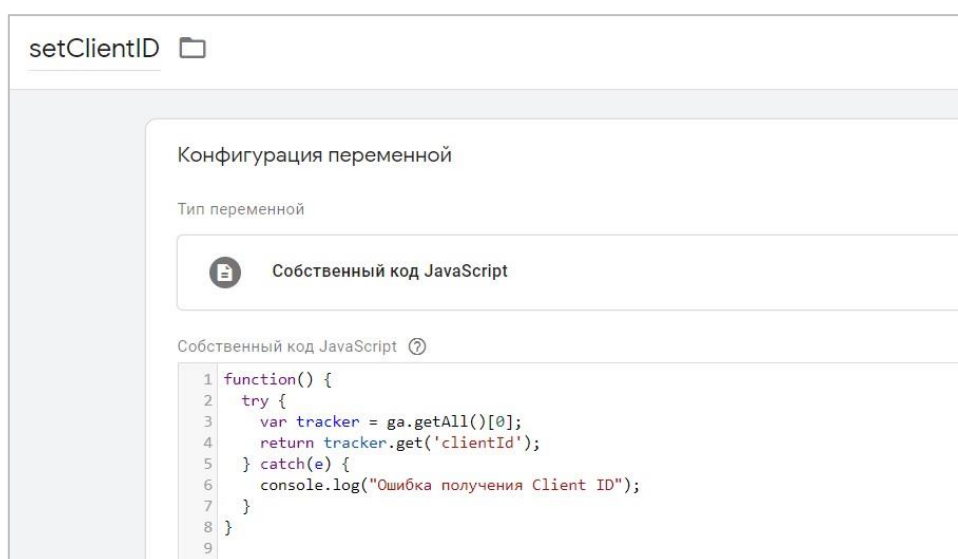 setClientID
Конфигурация переменной
Тип переменной
Собственный код JavaScript
Собственный код JavaScript ?
1 function() {
2   try {
3     var tracker = ga.getAll()[0];
4     return tracker.get('clientId');
5   } catch(e) {
6     console.log("Ошибка получения Client ID");
7   }
8 }
9